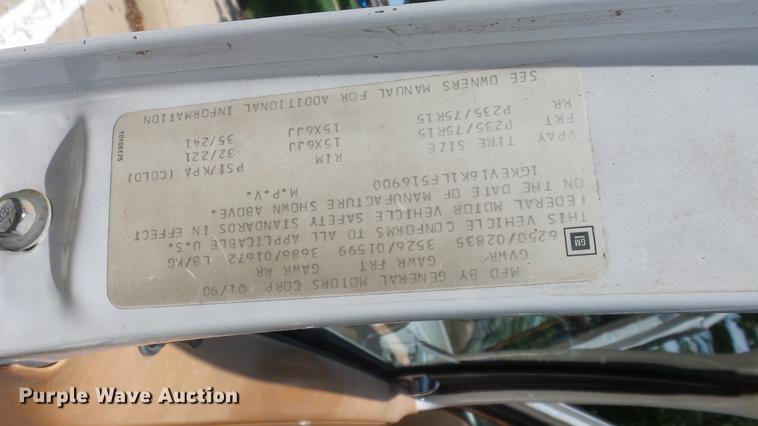 MFD BY GENERAL MOTORS CORP 01/90
GVWR GAWR FRT GAWR RR
6250/02835 3526/01599 3686/01672 LB/KG
GM
THIS VEHICLE CONFORMS TO ALL APPLICABLE U.S.
FEDERAL MOTOR VEHICLE SAFETY STANDARDS IN EFFECT
ON THE DATE OF MANUFACTURE SHOWN ABOVE.
1GKEV16K1LF516900 M.P.V.
VPAY TIRE SIZE RIM PSI/KPA (COLD)
FRT P235/75R15 15X6JJ 32/221
RR P235/75R15 15X6JJ 35/241
SEE OWNERS MANUAL FOR ADDITIONAL INFORMATION
Purple Wave Auction